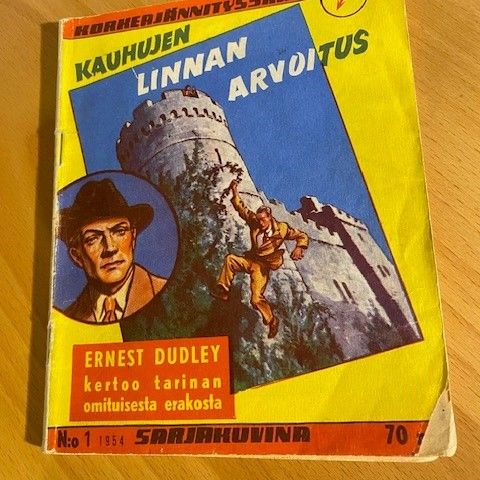 KORKEAJÄNNITYSSARJA
KAUHUJEN
LINNAN
ARVOITUS
ERNEST DUDLEY
kertoo tarinan
omituisesta erakosta
N:o 1 1954 SARJAKUVINA 70